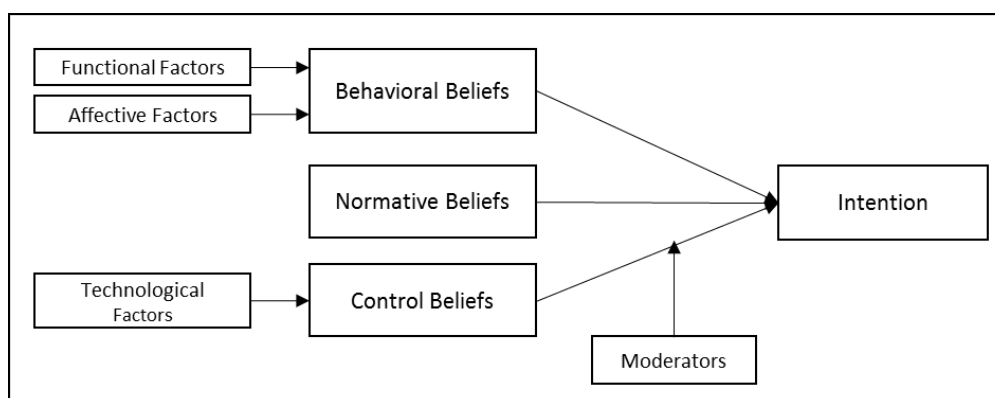 Functional Factors
Affective Factors
Behavioral Beliefs
Normative Beliefs
Intention
Technological
Factors
Control Beliefs
Moderators